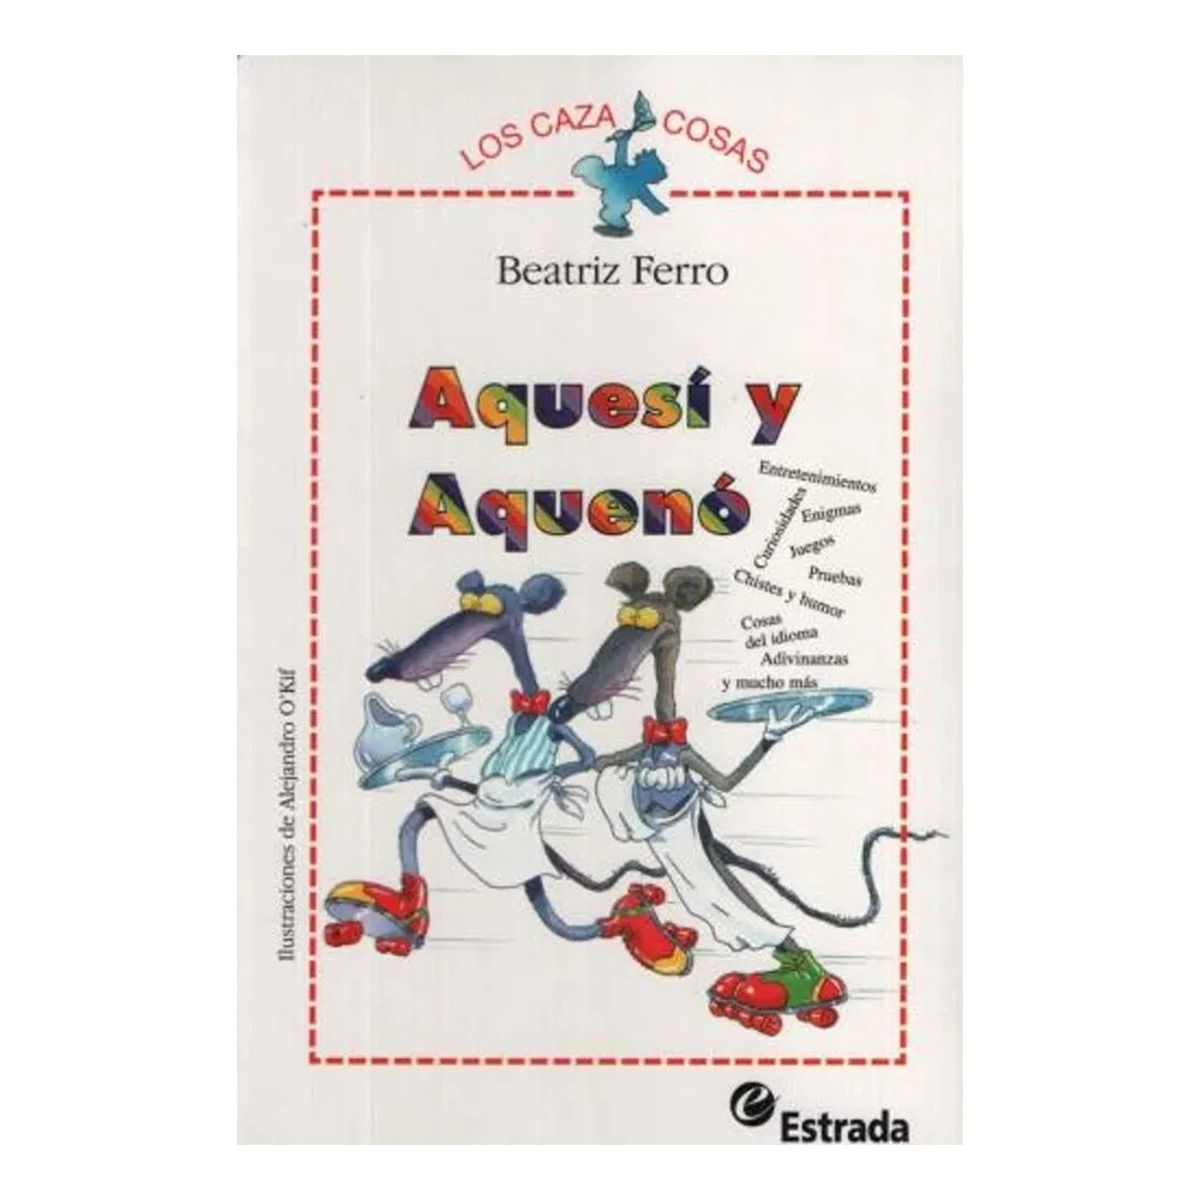 LOS CAZA COSAS
Beatriz Ferro
Aquesí y
Aquenó
Entretenimientos
Curiosidades
Enigmas
Juegos
Pruebas
Chistes y humor
Cosas
del idioma
Adivinanzas
y mucho más
Ilustraciones de Alejandro O'Kif
e
Estrada